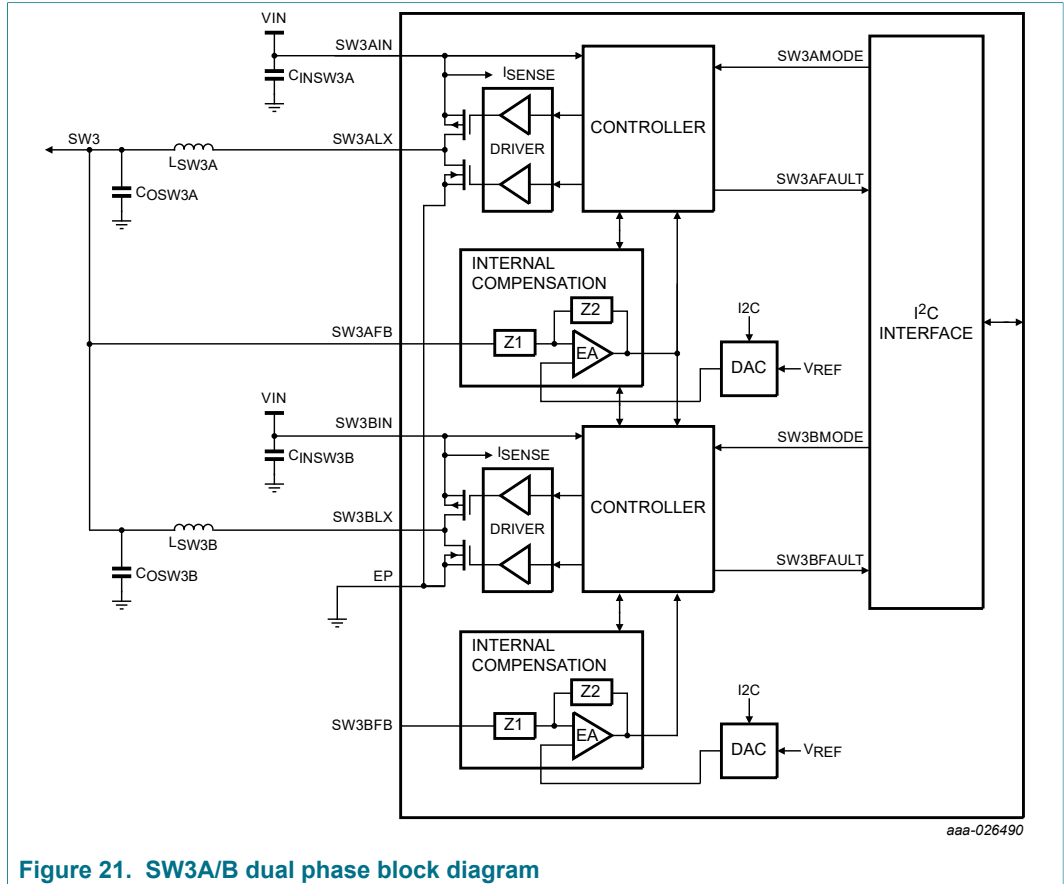 VIN
SW3AIN
CINSW3A
ISENSE
SW3AMODE
CONTROLLER
SW3
SW3ALX
DRIVER
LSW3A
COSW3A
SW3AFAULT
INTERNAL
COMPENSATION
Z2
I2C
I2C
INTERFACE
SW3AFB
Z1
EA
DAC
VREF
VIN
SW3BIN
CINSW3B
ISENSE
SW3BMODE
CONTROLLER
SW3BLX
DRIVER
LSW3B
COSW3B
SW3BFAULT
EP
INTERNAL
COMPENSATION
Z2
I2C
SW3BFB
Z1
EA
DAC
VREF
aaa-026490
Figure 21. SW3A/B dual phase block diagram